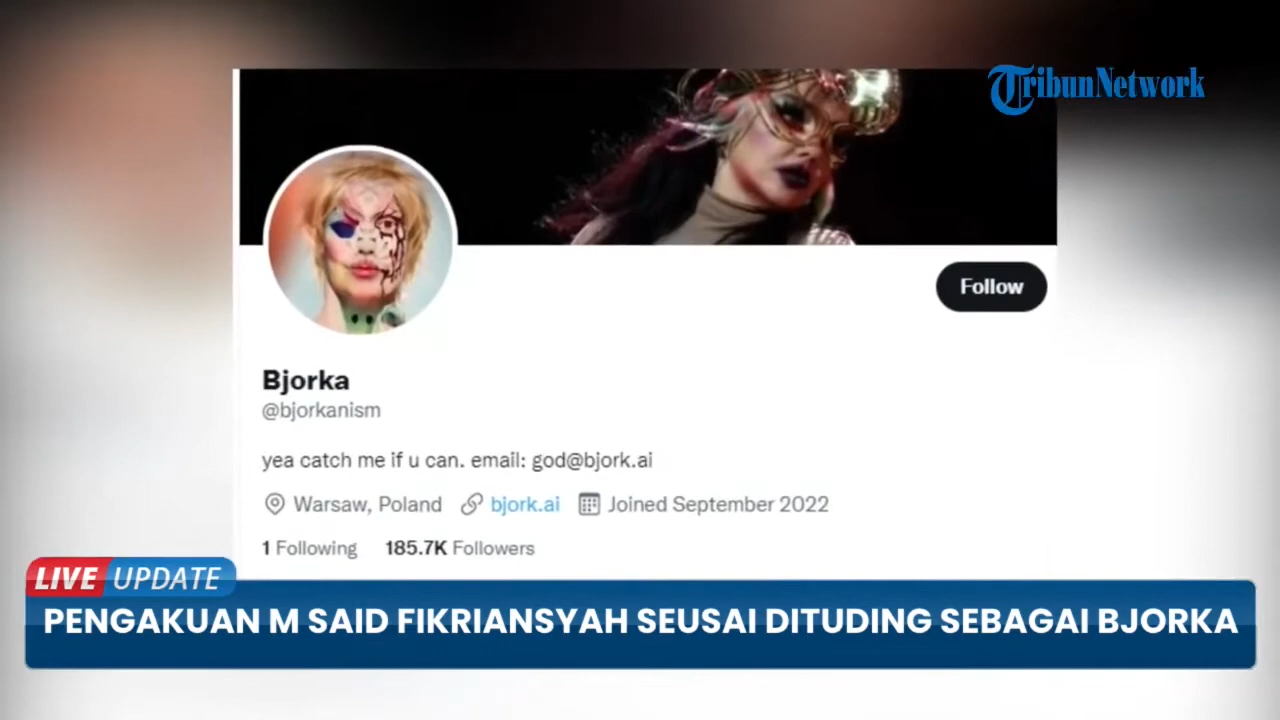 TribunNetwork
Follow
Bjorka
@bjorkanism
yea catch me if u can. email: god@bjork.ai
Warsaw, Poland bjork.ai Joined September 2022
1 Following 185.7K Followers
LIVE UPDATE
PENGAKUAN M SAID FIKRIANSYAH SEUSAI DITUDING SEBAGAI BJORKA